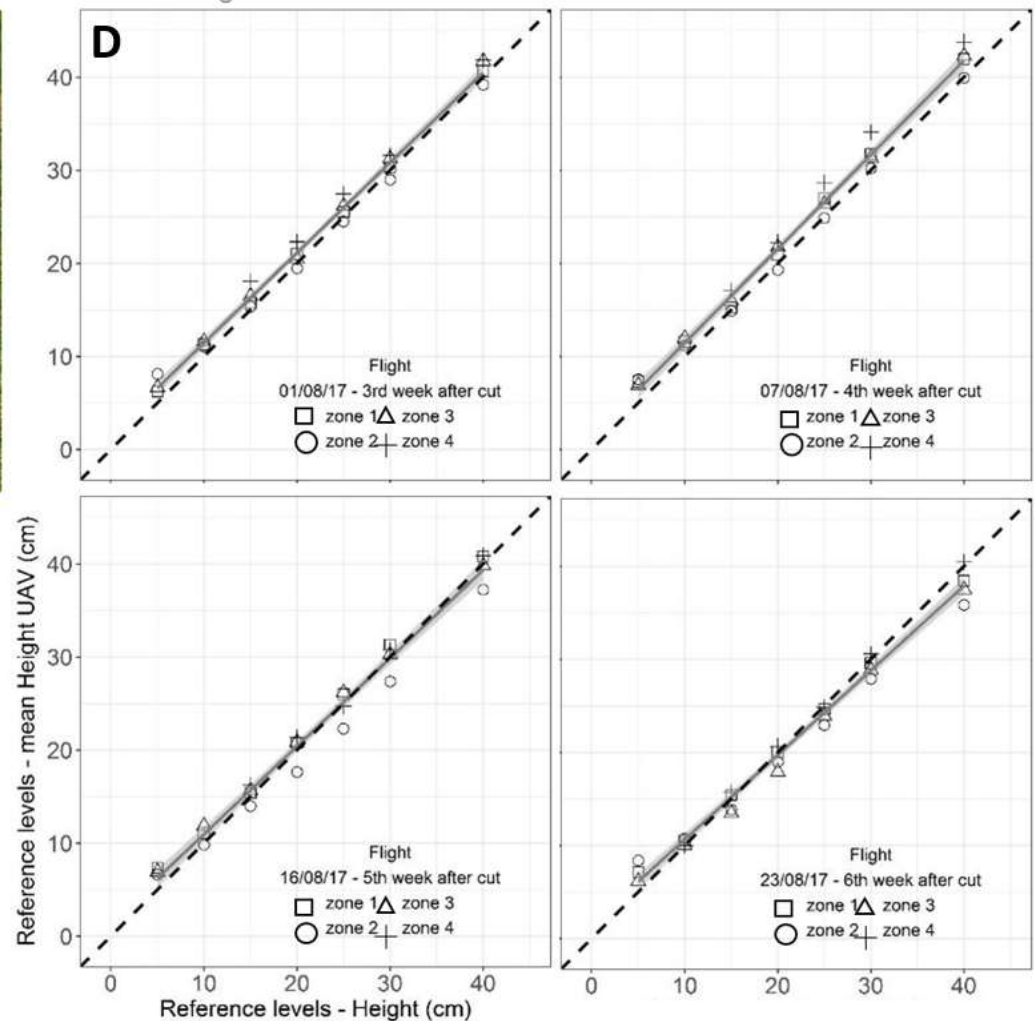 D
40
30
20
10
0
Flight
01/08/17 - 3rd week after cut
zone 1 zone 3
zone 2 zone 4
Flight
07/08/17 - 4th week after cut
zone 1 zone 3
zone 2 zone 4
Reference levels - mean Height UAV (cm)
40
30
20
10
0
Flight
16/08/17 - 5th week after cut
zone 1 zone 3
zone 2 zone 4
Flight
23/08/17 - 6th week after cut
zone 1 zone 3
zone 2 zone 4
0 10 20 30 40
0 10 20 30 40
Reference levels - Height (cm)